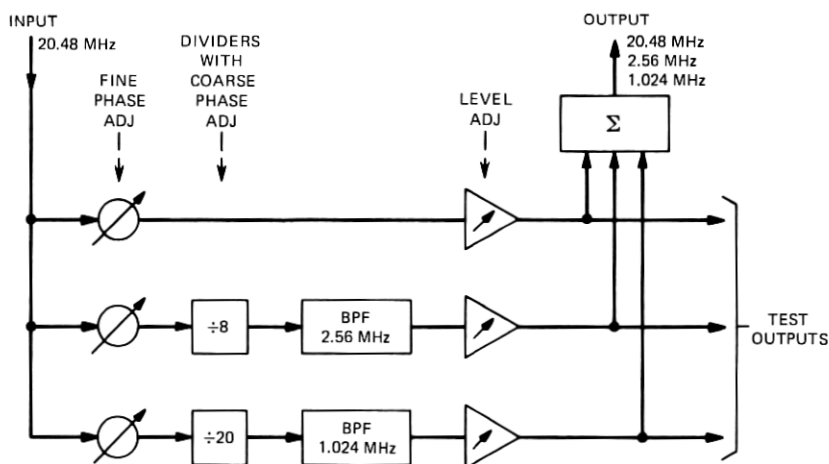 INPUT
20.48 MHz
FINE
PHASE
ADJ
DIVIDERS
WITH
COARSE
PHASE
ADJ
LEVEL
ADJ
OUTPUT
20.48 MHz
2.56 MHz
1.024 MHz
Σ
÷8
BPF
2.56 MHz
÷20
BPF
1.024 MHz
TEST
OUTPUTS